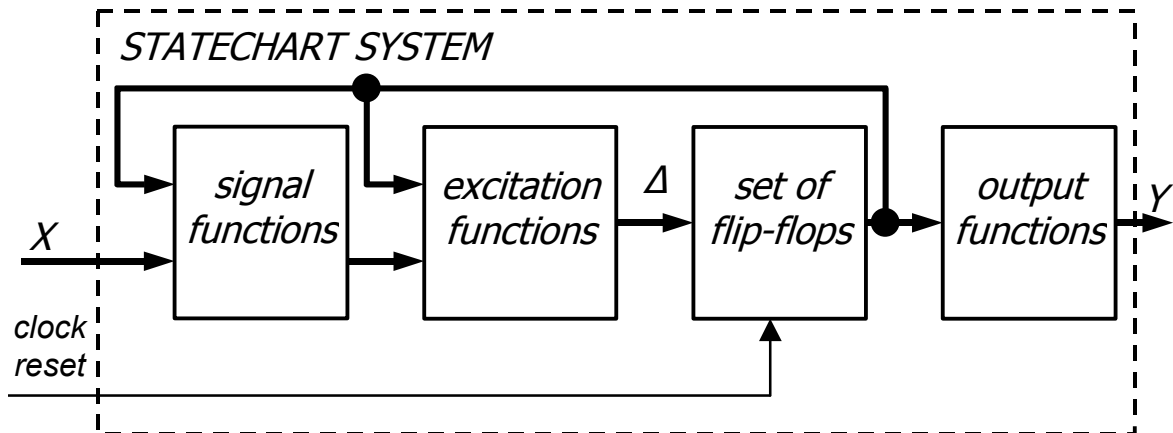 STATECHART SYSTEM
signal
functions
excitation
functions
Δ
set of
flip-flops
output
functions
Y
X
clock
reset